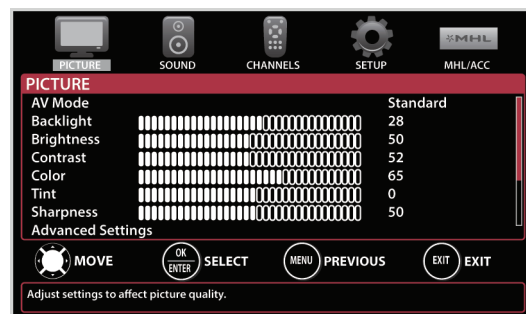 PICTURE SOUND CHANNELS SETUP MHL/ACC
MHL
PICTURE
AV Mode Standard
Backlight 28
Brightness 50
Contrast 52
Color 65
Tint 0
Sharpness 50
Advanced Settings
MOVE OK ENTER SELECT MENU PREVIOUS EXIT EXIT
Adjust settings to affect picture quality.